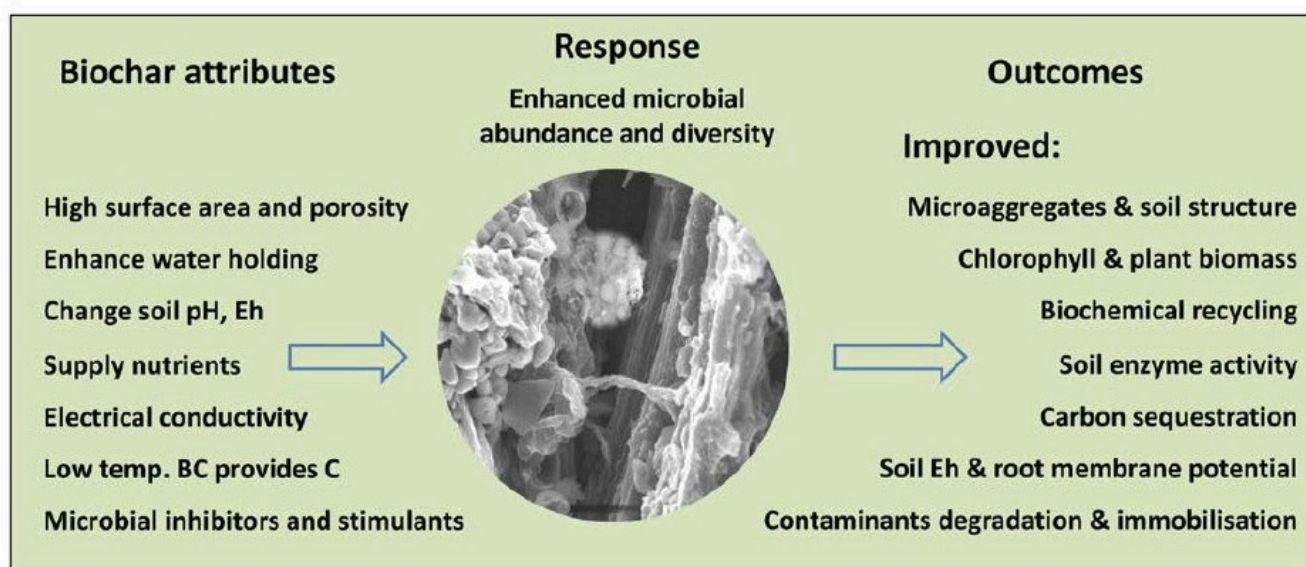 Biochar attributes
High surface area and porosity
Enhance water holding
Change soil pH, Eh
Supply nutrients
Electrical conductivity
Low temp. BC provides C
Microbial inhibitors and stimulants
Response
Enhanced microbial
abundance and diversity
Outcomes
Improved:
Microaggregates & soil structure
Chlorophyll & plant biomass
Biochemical recycling
Soil enzyme activity
Carbon sequestration
Soil Eh & root membrane potential
Contaminants degradation & immobilisation